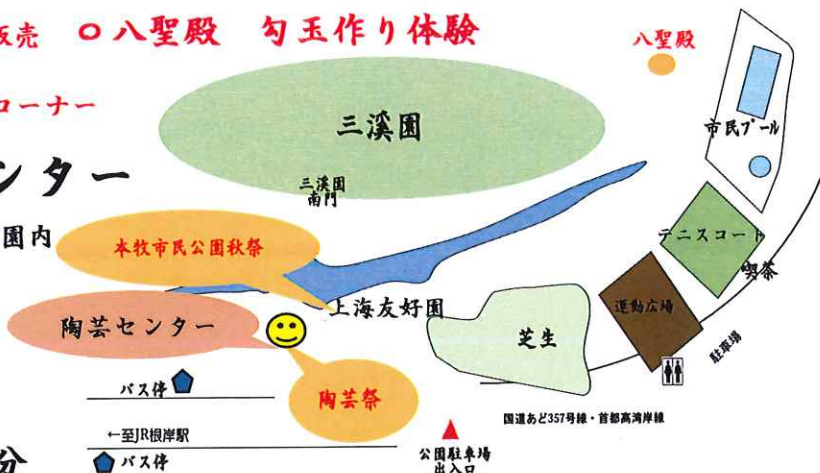 販売 ○八聖殿 勾玉作り体験
コーナー
ンター
園内
八聖殿
三溪園
三溪園
南門
市民プール
テニスコート
喫茶
本牧市民公園秋祭
上海友好園
運動広場
芝生
陶芸センター
駐車場
バス停
陶芸祭
国道あど357号線・首都高湾岸線
←至JR根岸駅
公園駐車場
出入口
バス停
分